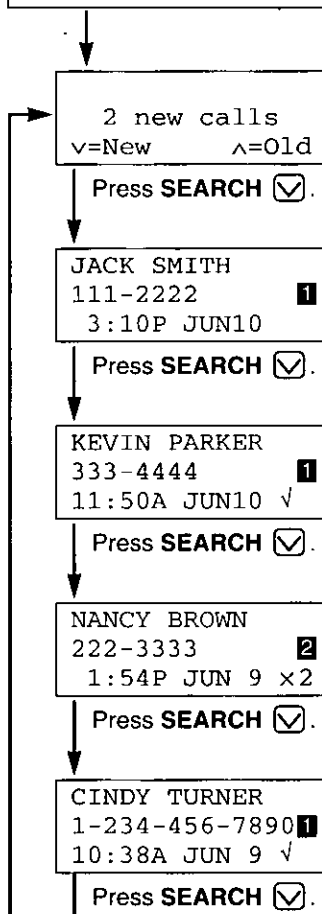 2 new calls
∨=New ∧=Old
Press SEARCH ∨.
JACK SMITH
111-2222 1
3:10P JUN10
Press SEARCH ∨.
KEVIN PARKER
333-4444 1
11:50A JUN10 √
Press SEARCH ∨.
NANCY BROWN
222-3333 2
1:54P JUN 9 ×2
Press SEARCH ∨.
CINDY TURNER
1-234-456-7890 1
10:38A JUN 9 √
Press SEARCH ∨.